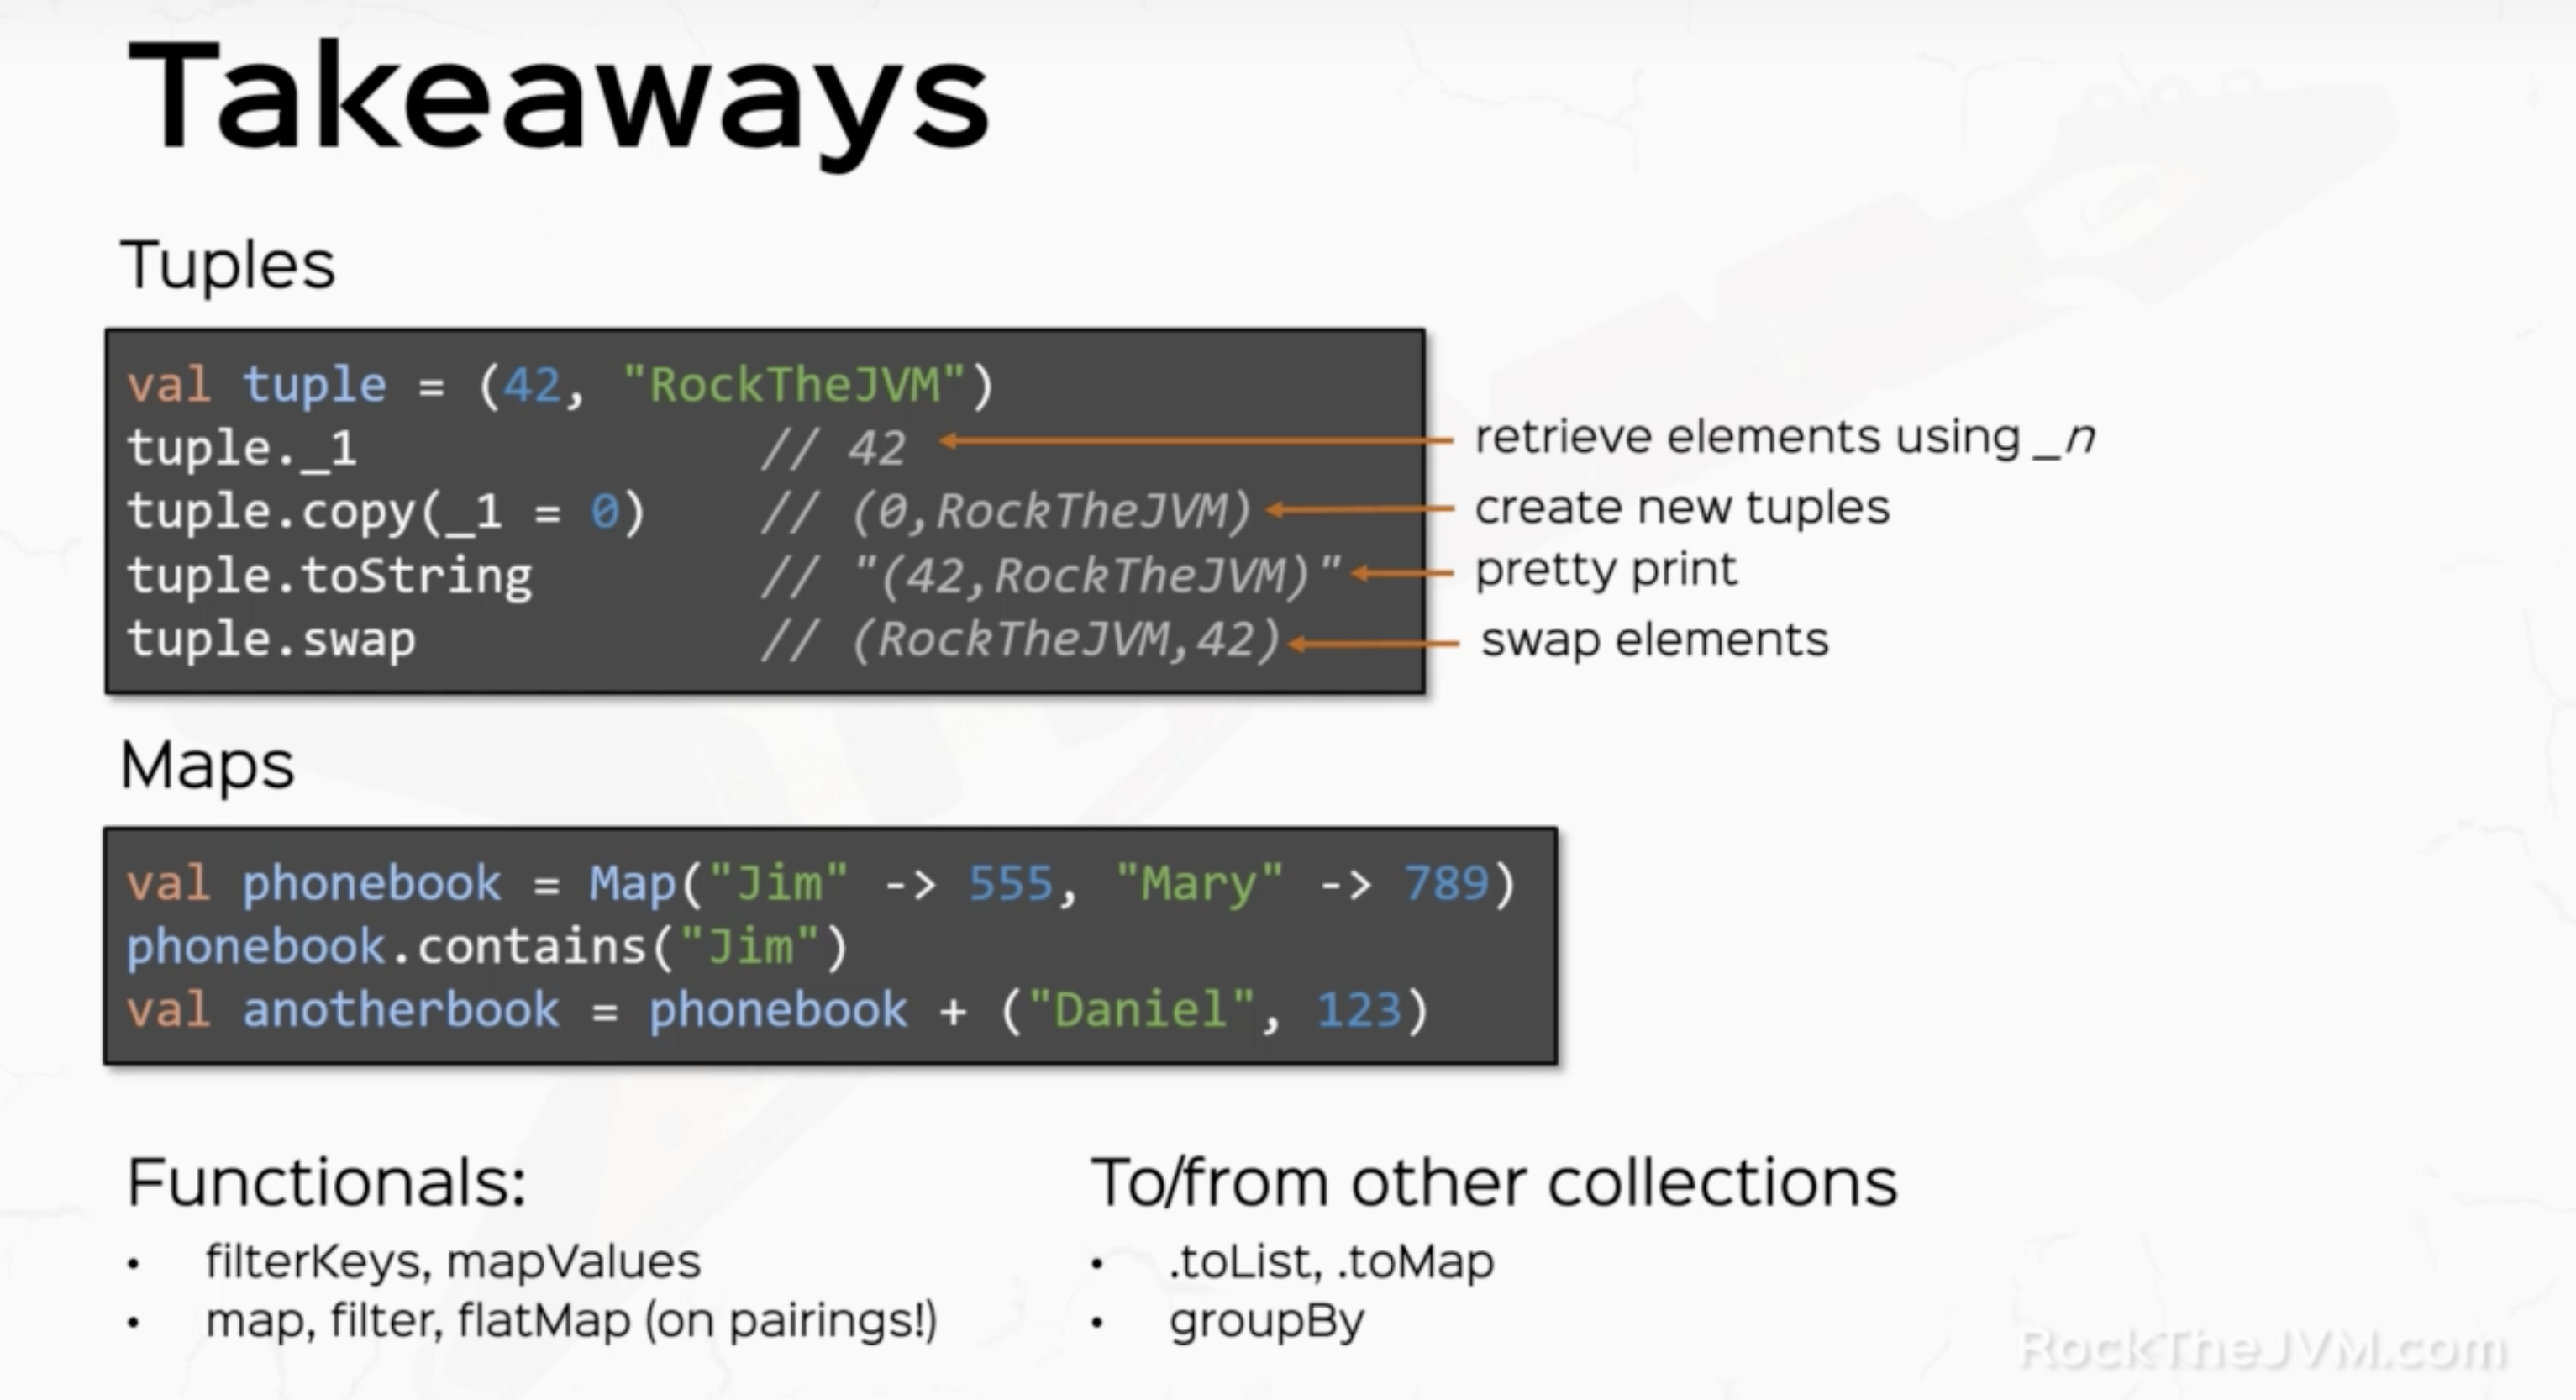 Takeaways
Tuples
val tuple = (42, "RockTheJVM")
tuple._1 // 42 retrieve elements using _n
tuple.copy(_1 = 0) // (0,RockTheJVM) create new tuples
tuple.toString // "(42,RockTheJVM)" pretty print
tuple.swap // (RockTheJVM,42) swap elements
Maps
val phonebook = Map("Jim" -> 555, "Mary" -> 789)
phonebook.contains("Jim")
val anotherbook = phonebook + ("Daniel", 123)
Functionals:
• filterKeys, mapValues
• map, filter, flatMap (on pairings!)
To/from other collections
• .toList, .toMap
• groupBy
RockTheJVM.com